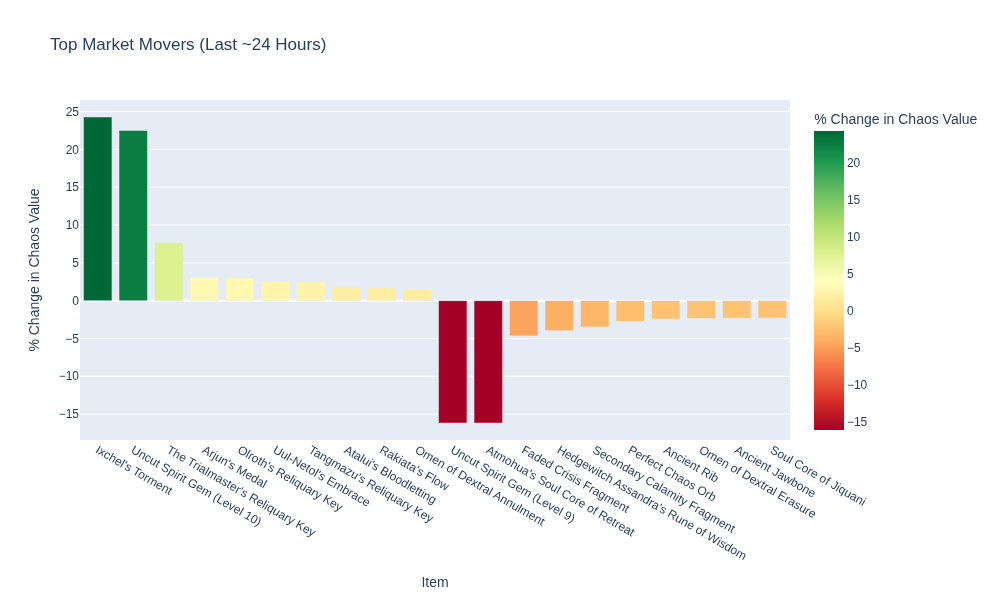 Top Market Movers (Last ~24 Hours)
% Change in Chaos Value
25
20
15
10
5
0
−5
−10
−15
% Change in Chaos Value
20
15
10
5
0
−5
−10
−15
Ixchel's Torment
Uncut Spirit Gem (Level 10)
The Trialmaster's Reliquary Key
Arjun's Medal
Olroth's Reliquary Key
Uul-Netol's Embrace
Tangmazu's Reliquary Key
Atalui's Bloodletting
Rakiata's Flow
Omen of Dextral Annulment
Uncut Spirit Gem (Level 9)
Atmohua's Soul Core of Retreat
Faded Crisis Fragment
Hedgewitch Assandra's Rune of Wisdom
Secondary Calamity Fragment
Perfect Chaos Orb
Ancient Rib
Omen of Dextral Erasure
Ancient Jawbone
Soul Core of Jiquani
Item